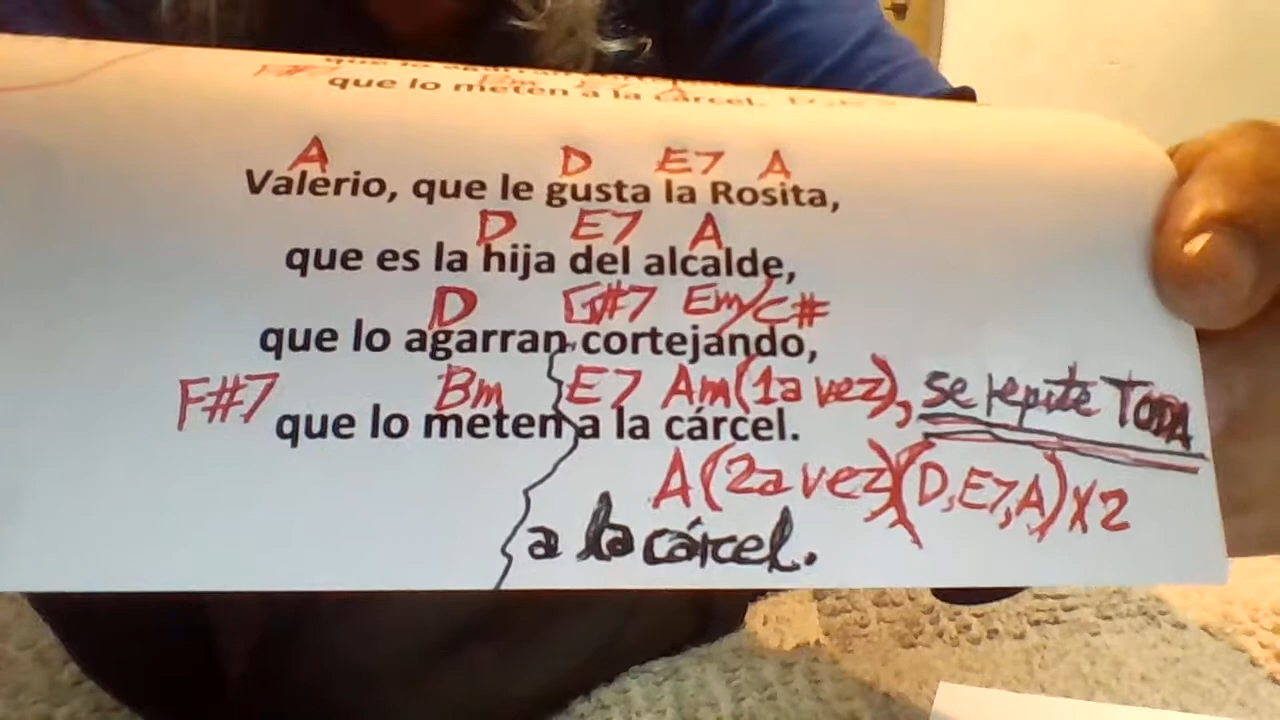 que lo meten a la cárcel.
A D E7 A
Valerio, que le gusta la Rosita,
D E7 A
que es la hija del alcalde,
D G#7 Em/C#
que lo agarran cortejando,
F#7 Bm E7 Am(1a vez), se repite TODA
que lo meten a la cárcel.
A(2a vez)(D,E7,A)x2
a la cárcel.